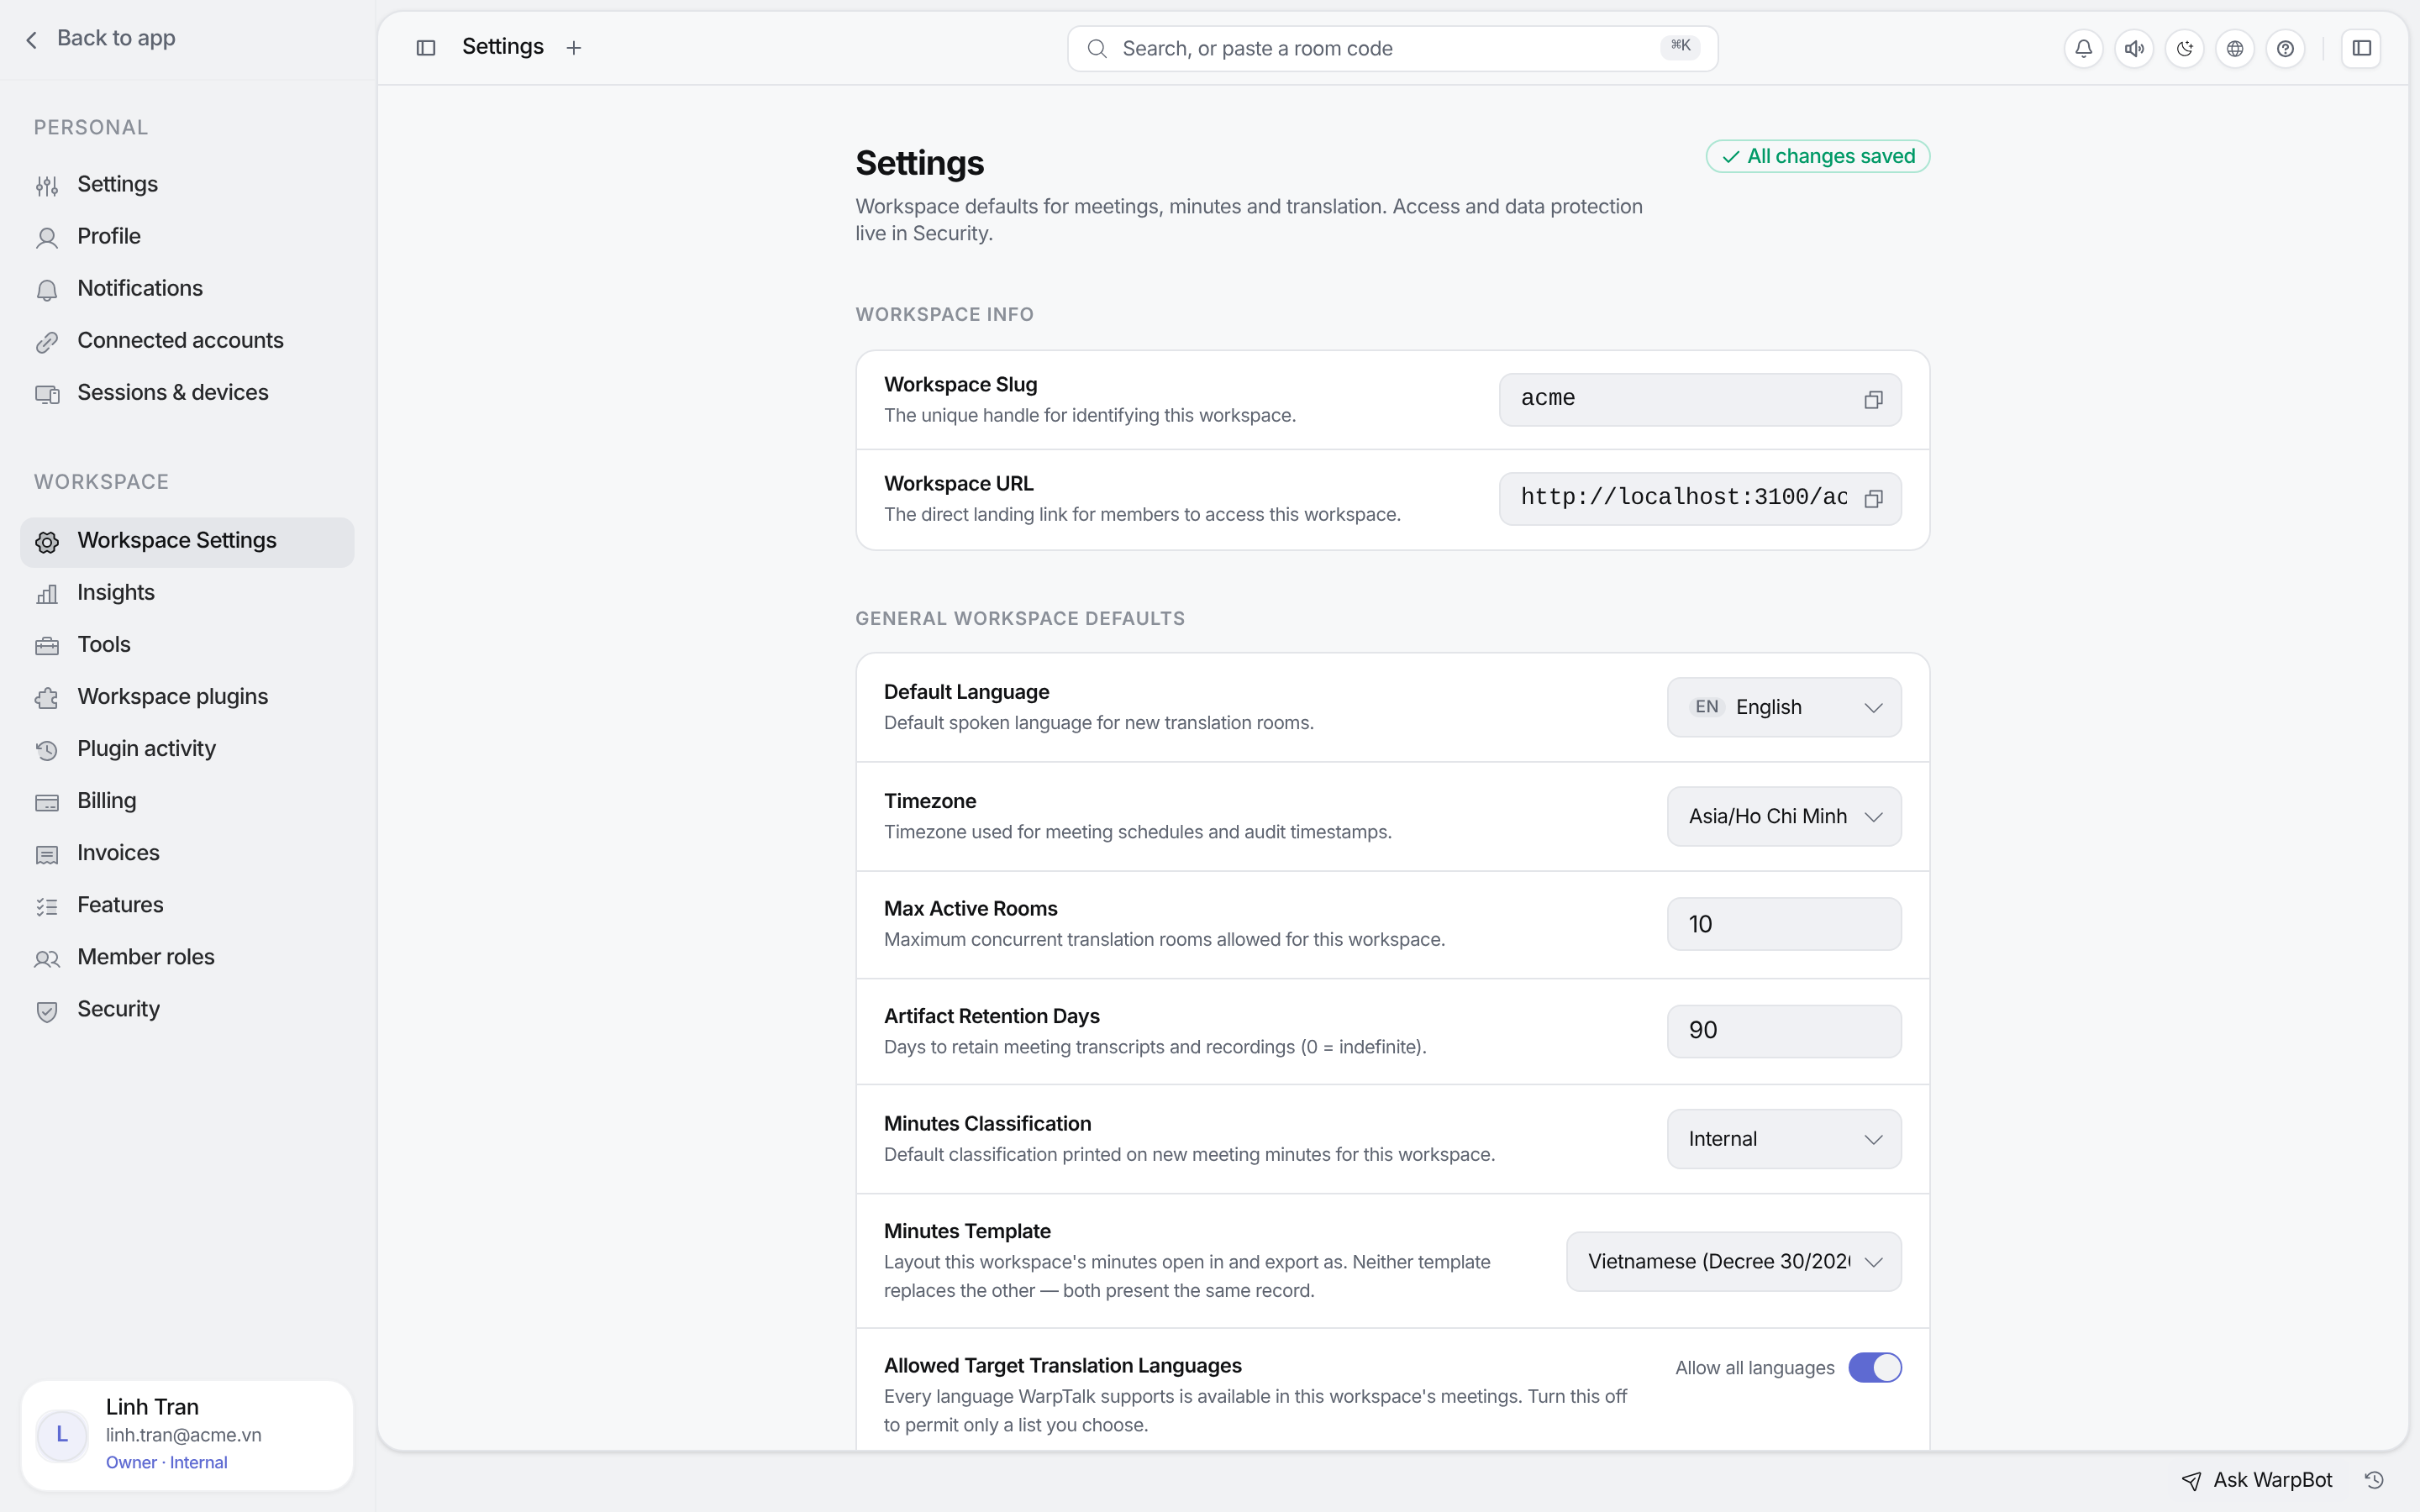 Back to app
PERSONAL
Settings
Profile
Notifications
Connected accounts
Sessions & devices
WORKSPACE
Workspace Settings
Insights
Tools
Workspace plugins
Plugin activity
Billing
Invoices
Features
Member roles
Security
L
Linh Tran
linh.tran@acme.vn
Owner · Internal
Settings
Search, or paste a room code
⌘K
Settings
All changes saved
Workspace defaults for meetings, minutes and translation. Access and data protection
live in Security.
WORKSPACE INFO
Workspace Slug
The unique handle for identifying this workspace.
acme
Workspace URL
The direct landing link for members to access this workspace.
http://localhost:3100/ac
GENERAL WORKSPACE DEFAULTS
Default Language
Default spoken language for new translation rooms.
EN English
Timezone
Timezone used for meeting schedules and audit timestamps.
Asia/Ho Chi Minh
Max Active Rooms
Maximum concurrent translation rooms allowed for this workspace.
10
Artifact Retention Days
Days to retain meeting transcripts and recordings (0 = indefinite).
90
Minutes Classification
Default classification printed on new meeting minutes for this workspace.
Internal
Minutes Template
Layout this workspace's minutes open in and export as. Neither template
replaces the other — both present the same record.
Vietnamese (Decree 30/202
Allowed Target Translation Languages
Every language WarpTalk supports is available in this workspace's meetings. Turn this off
to permit only a list you choose.
Allow all languages
Ask WarpBot